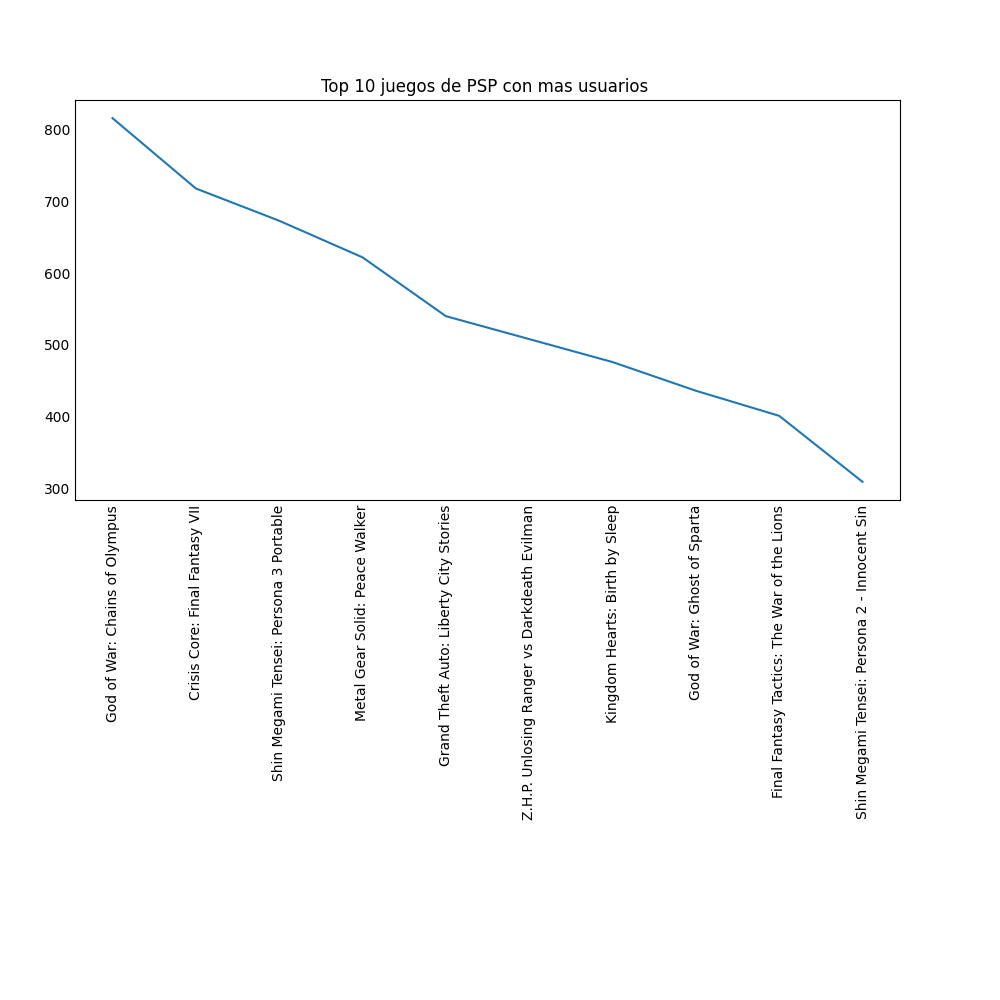 Top 10 juegos de PSP con mas usuarios
800
700
600
500
400
300
God of War: Chains of Olympus
Crisis Core: Final Fantasy VII
Shin Megami Tensei: Persona 3 Portable
Metal Gear Solid: Peace Walker
Grand Theft Auto: Liberty City Stories
Z.H.P. Unlosing Ranger vs Darkdeath Evilman
Kingdom Hearts: Birth by Sleep
God of War: Ghost of Sparta
Final Fantasy Tactics: The War of the Lions
Shin Megami Tensei: Persona 2 - Innocent Sin